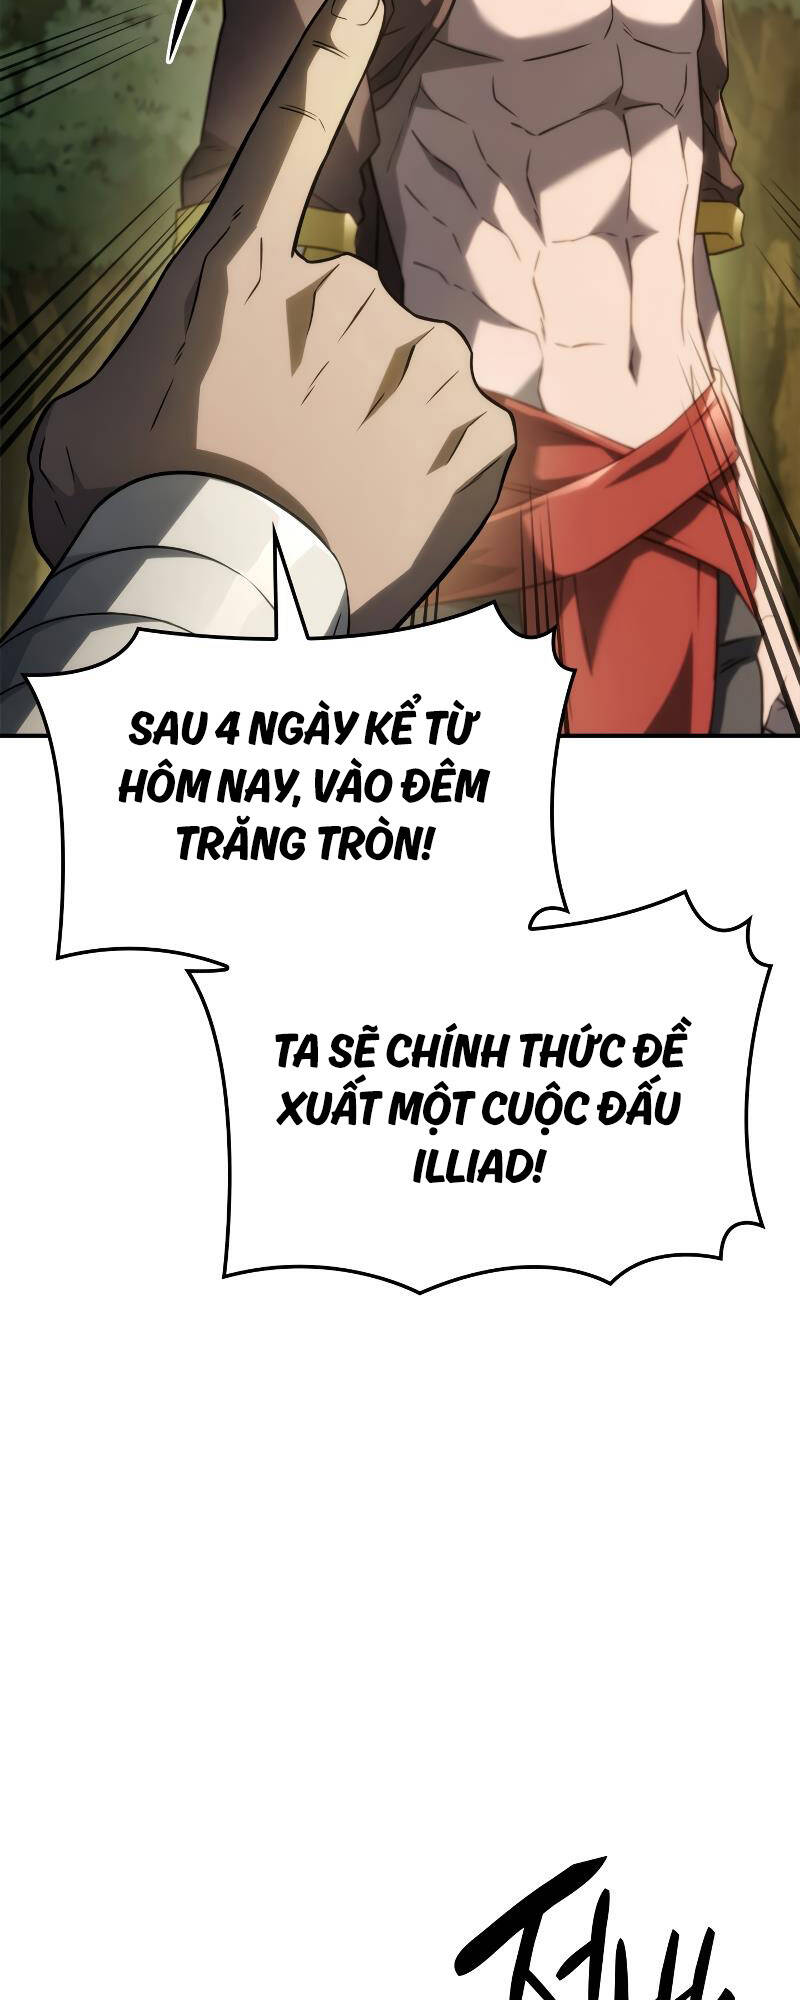 SAU 4 NGÀY KỂ TỪ
HÔM NAY, VÀO ĐÊM
TRĂNG TRÒN!
TA SẼ CHÍNH THỨC ĐỀ
XUẤT MỘT CUỘC ĐẤU
ILLIAD!